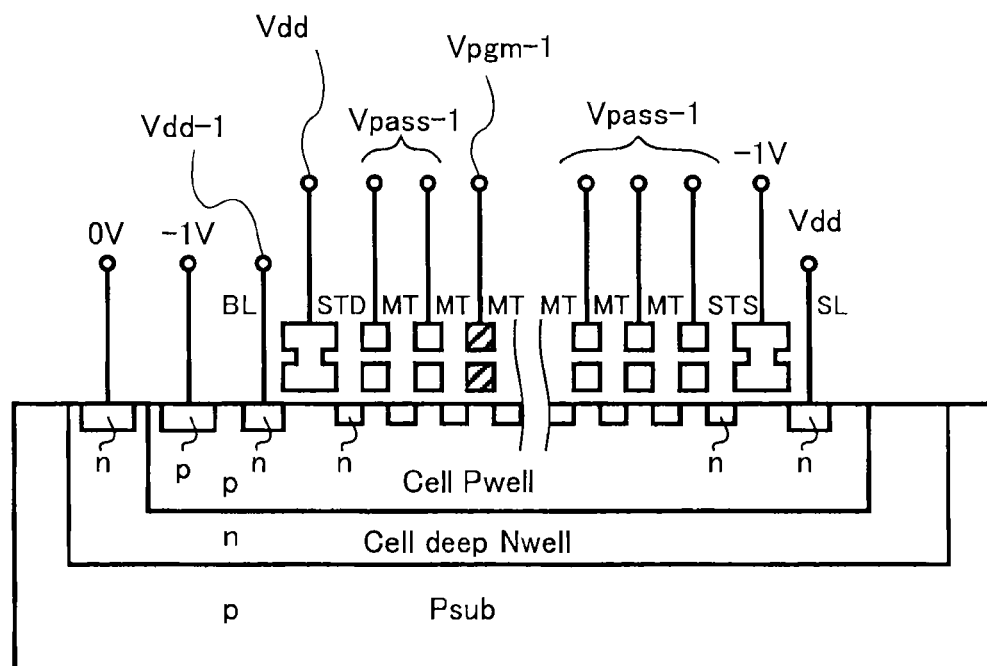 Vdd
Vpgm-1
Vdd-1
Vpass-1
Vpass-1
-1V
0V
-1V
Vdd
BL
STD
MT
MT
MT
MT
MT
MT
STS
SL
n
p
n
n
n
n
p
Cell Pwell
n
Cell deep Nwell
p
Psub